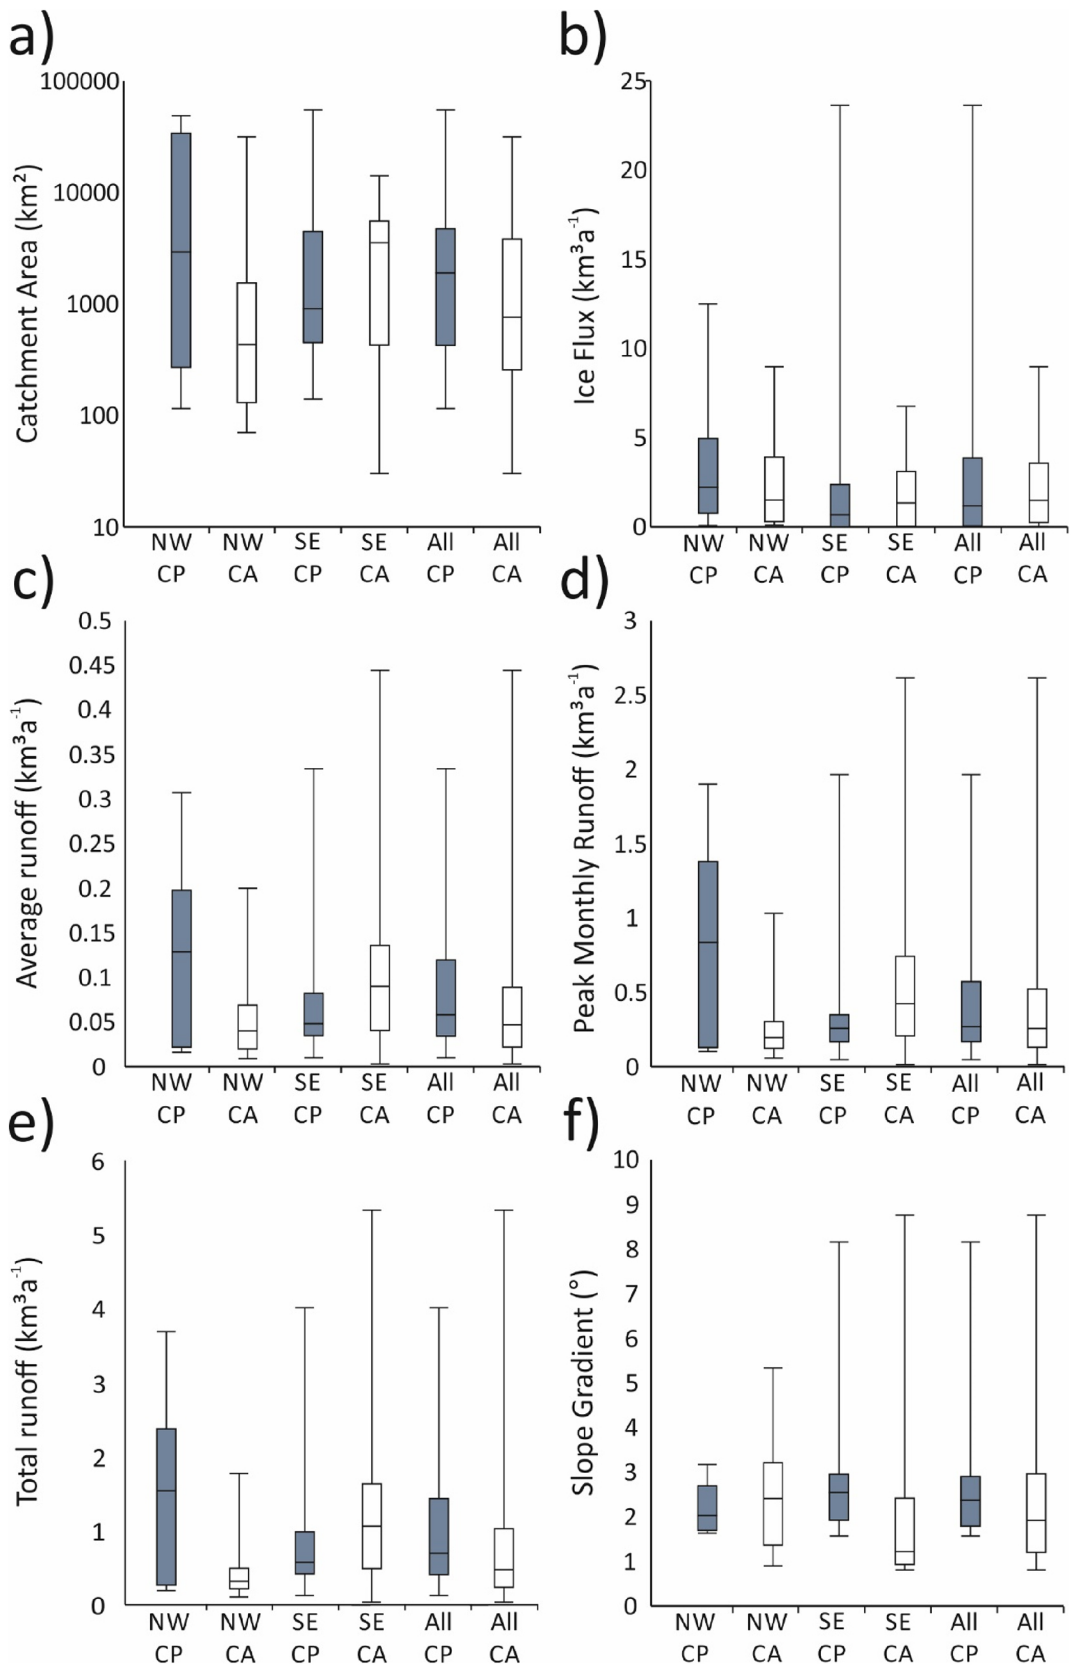 a)
Catchment Area (km²)
100000
10000
1000
100
10
NW NW SE SE All All
CP CA CP CA CP CA
b)
Ice Flux (km³a⁻¹)
25
20
15
10
5
0
NW NW SE SE All All
CP CA CP CA CP CA
c)
Average runoff (km³a⁻¹)
0.5
0.45
0.4
0.35
0.3
0.25
0.2
0.15
0.1
0.05
0
NW NW SE SE All All
CP CA CP CA CP CA
d)
Peak Monthly Runoff (km³a⁻¹)
3
2.5
2
1.5
1
0.5
0
NW NW SE SE All All
CP CA CP CA CP CA
e)
Total runoff (km³a⁻¹)
6
5
4
3
2
1
0
NW NW SE SE All All
CP CA CP CA CP CA
f)
Slope Gradient (°)
10
9
8
7
6
5
4
3
2
1
0
NW NW SE SE All All
CP CA CP CA CP CA